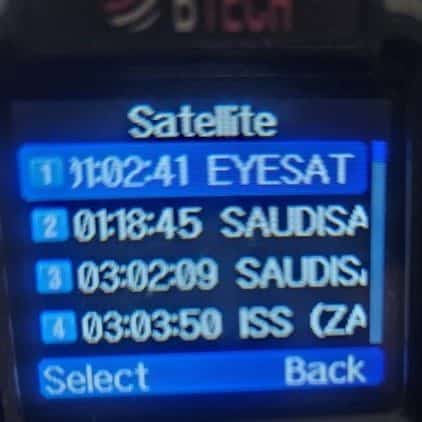 BTECH
Satellite
1 01:02:41 EYESAT
2 01:18:45 SAUDISA
3 03:02:09 SAUDIS
4 03:03:50 ISS (ZA
Select Back